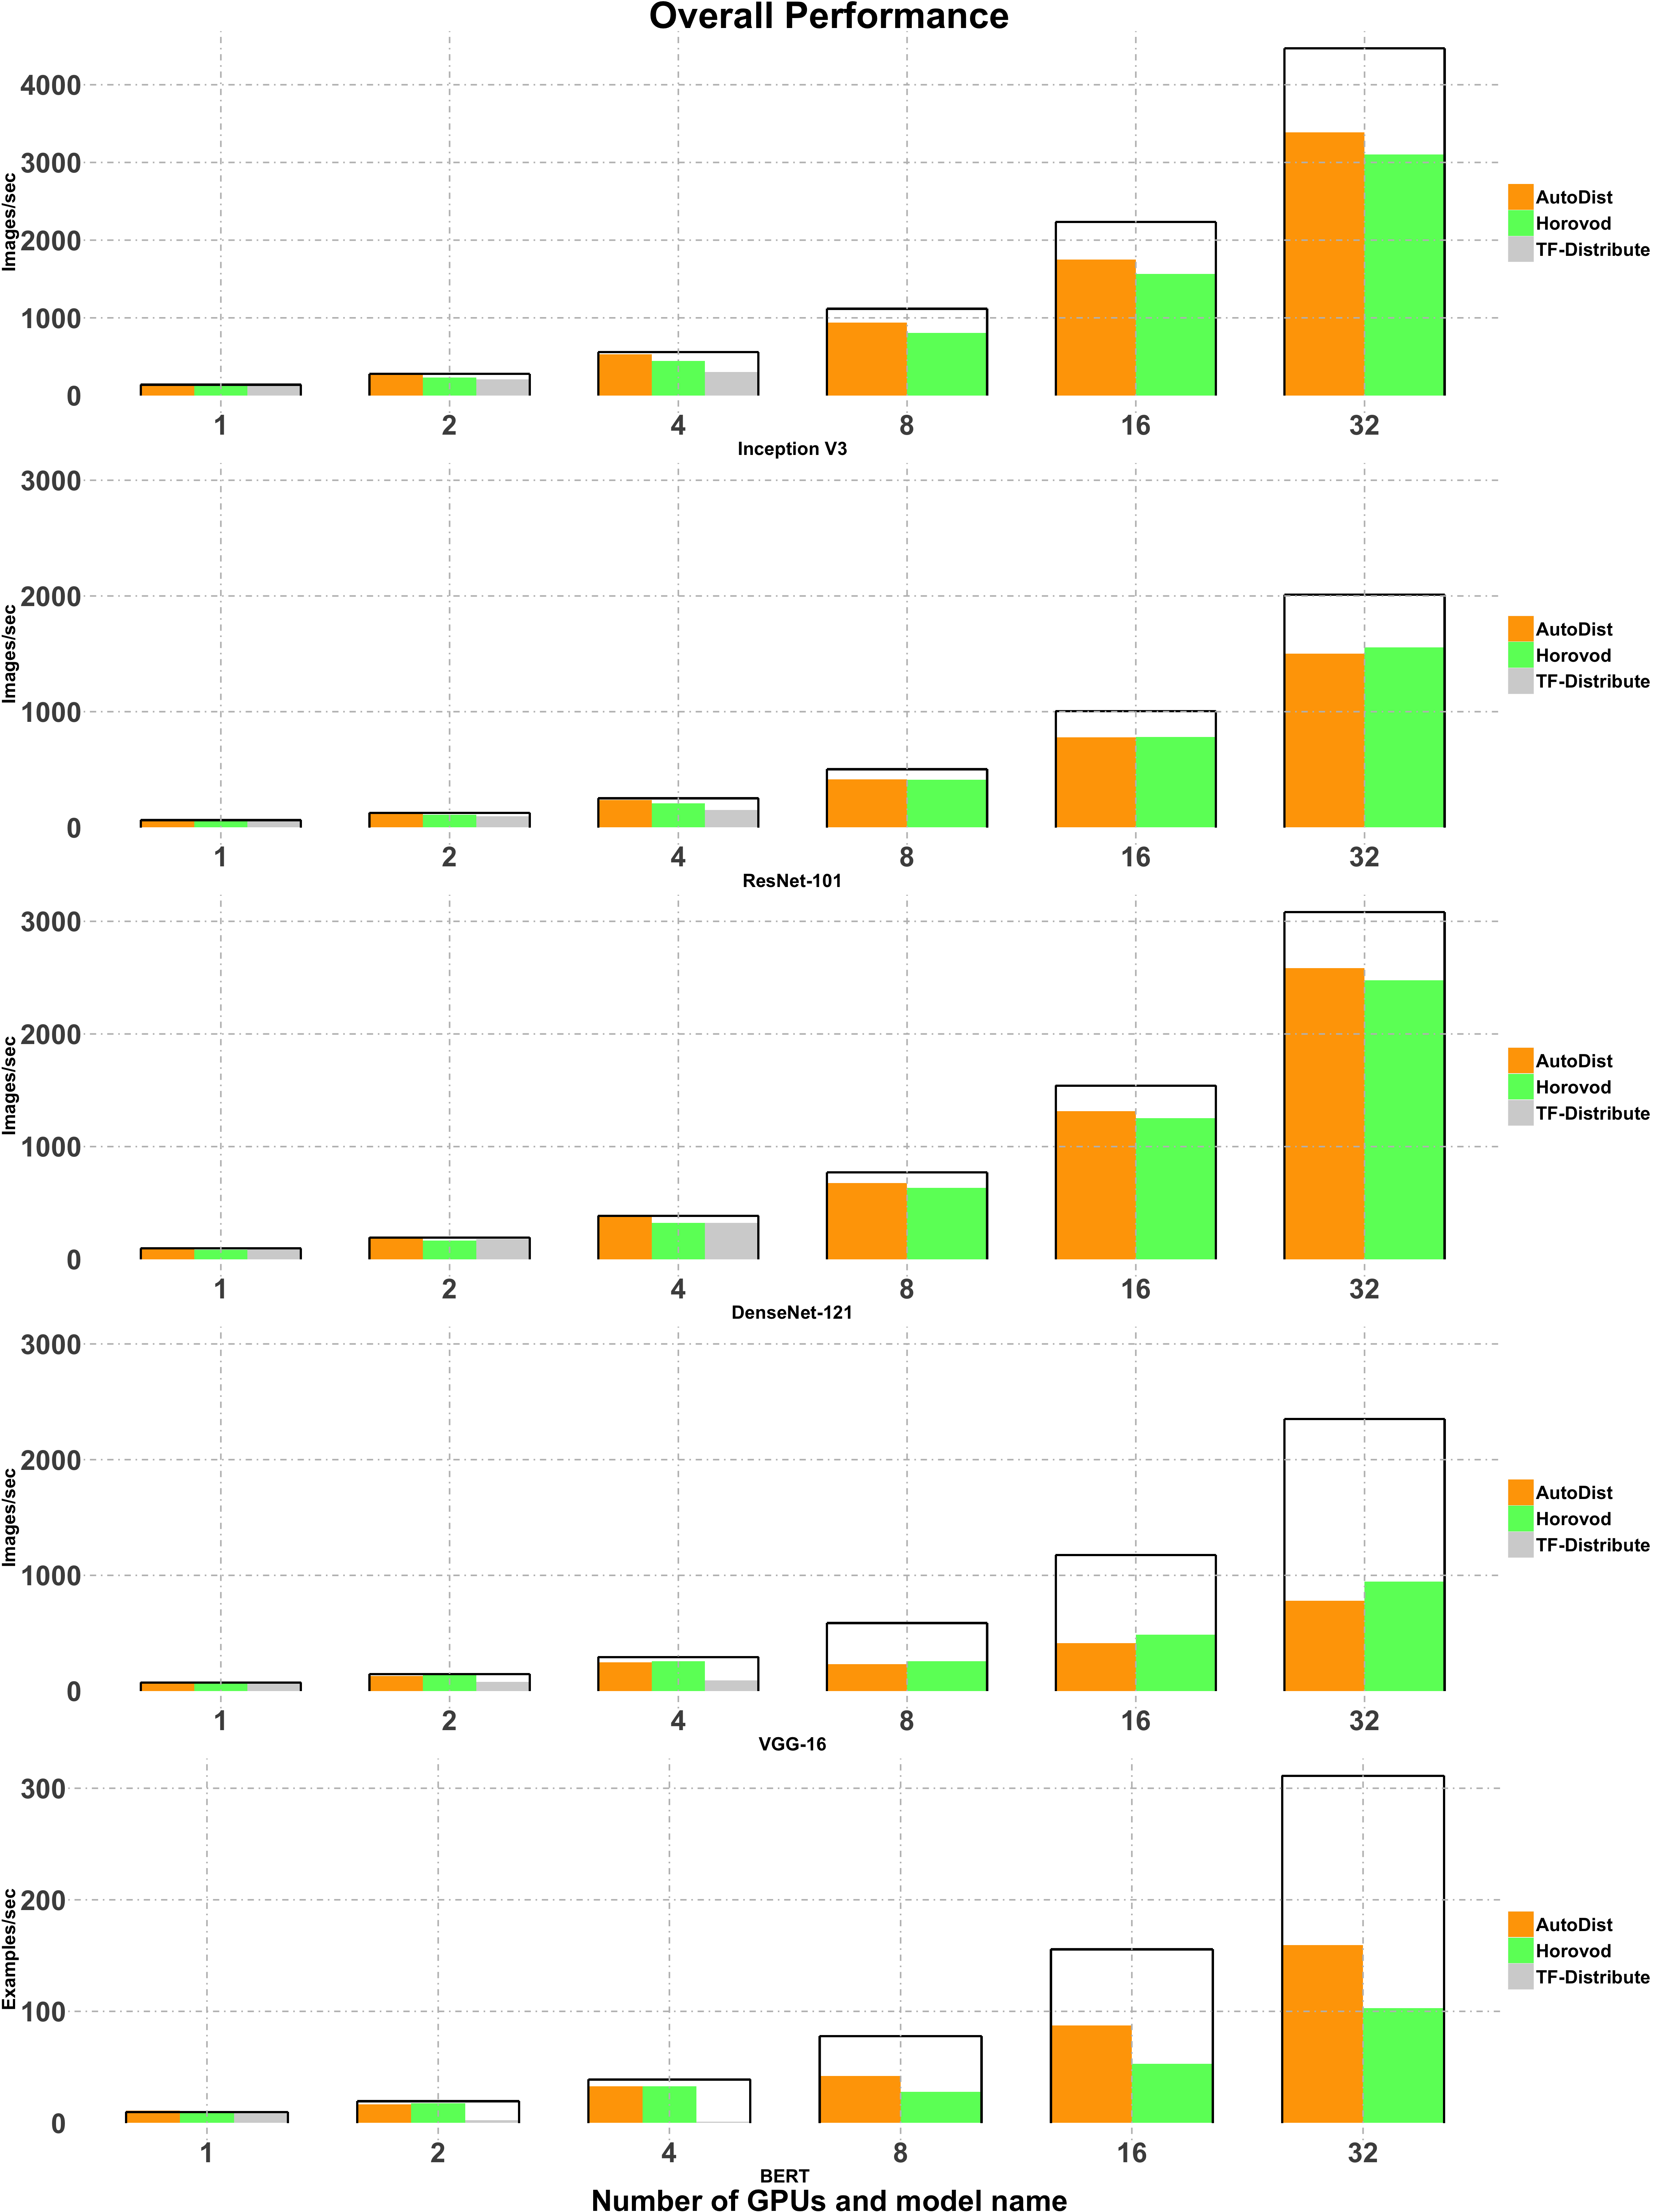 Overall Performance
4000
3000
2000
1000
0
Images/sec
1 2 4 8 16 32
Inception V3
AutoDist
Horovod
TF-Distribute
3000
2000
1000
0
Images/sec
1 2 4 8 16 32
ResNet-101
AutoDist
Horovod
TF-Distribute
3000
2000
1000
0
Images/sec
1 2 4 8 16 32
DenseNet-121
AutoDist
Horovod
TF-Distribute
3000
2000
1000
0
Images/sec
1 2 4 8 16 32
VGG-16
AutoDist
Horovod
TF-Distribute
300
200
100
0
Examples/sec
1 2 4 8 16 32
BERT
AutoDist
Horovod
TF-Distribute
Number of GPUs and model name